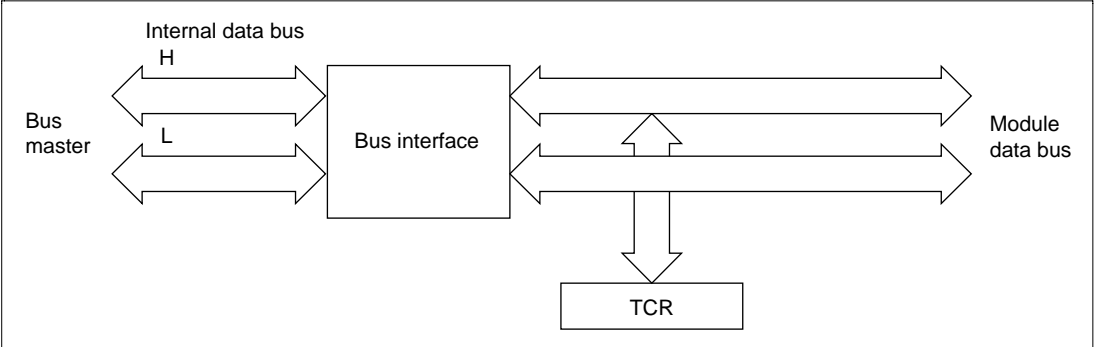 Internal data bus
H
Bus
master
L
Bus interface
Module
data bus
TCR